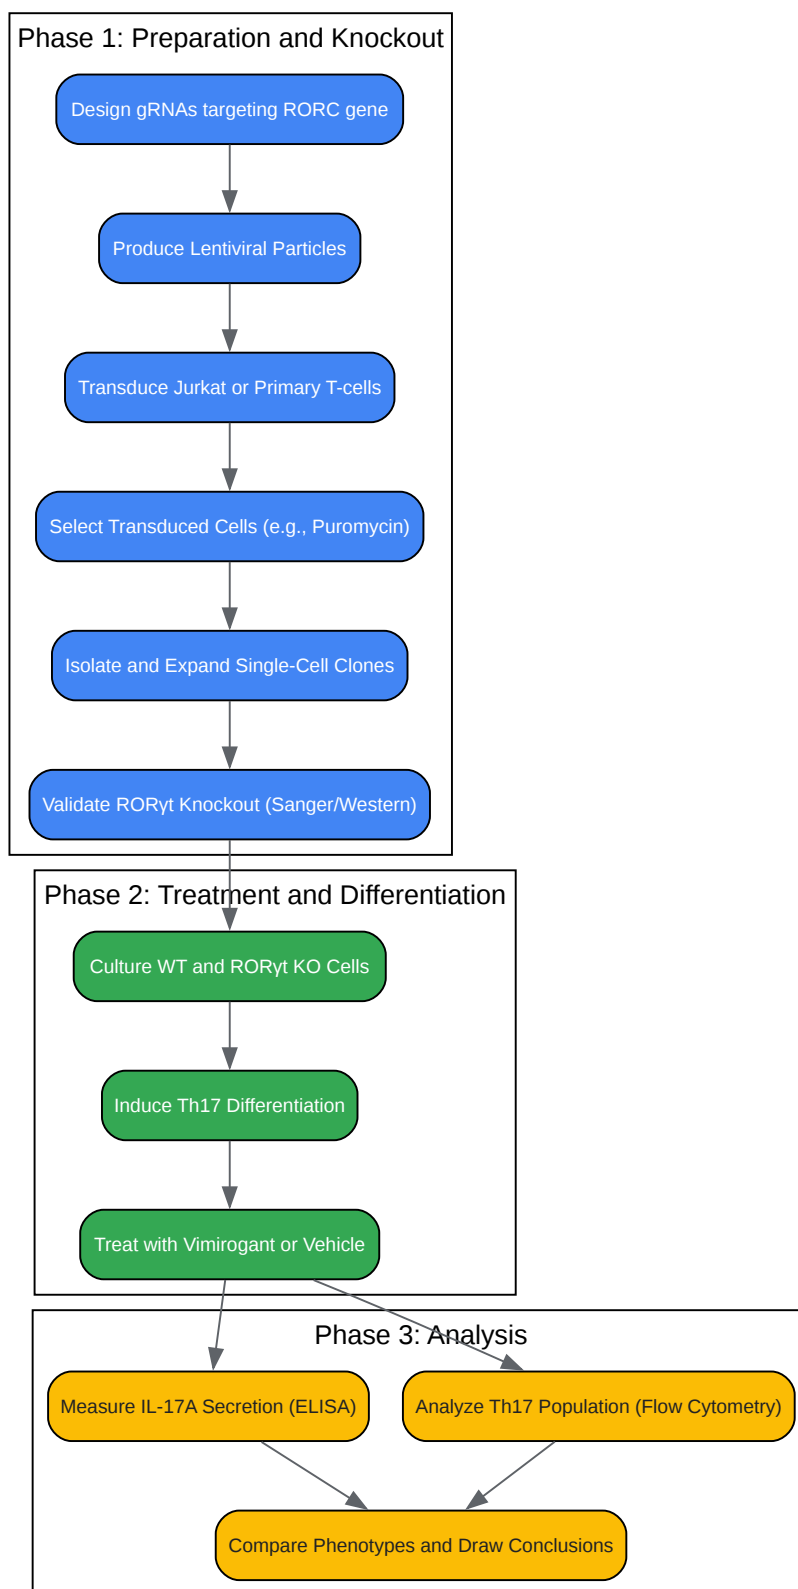 Phase 1: Preparation and Knockout
Design gRNAs targeting RORC gene
Produce Lentiviral Particles
Transduce Jurkat or Primary T-cells
Select Transduced Cells (e.g., Puromycin)
Isolate and Expand Single-Cell Clones
Validate RORγt Knockout (Sanger/Western)
Phase 2: Treatment and Differentiation
Culture WT and RORγt KO Cells
Induce Th17 Differentiation
Treat with Vimirogant or Vehicle
Phase 3: Analysis
Measure IL-17A Secretion (ELISA)
Analyze Th17 Population (Flow Cytometry)
Compare Phenotypes and Draw Conclusions